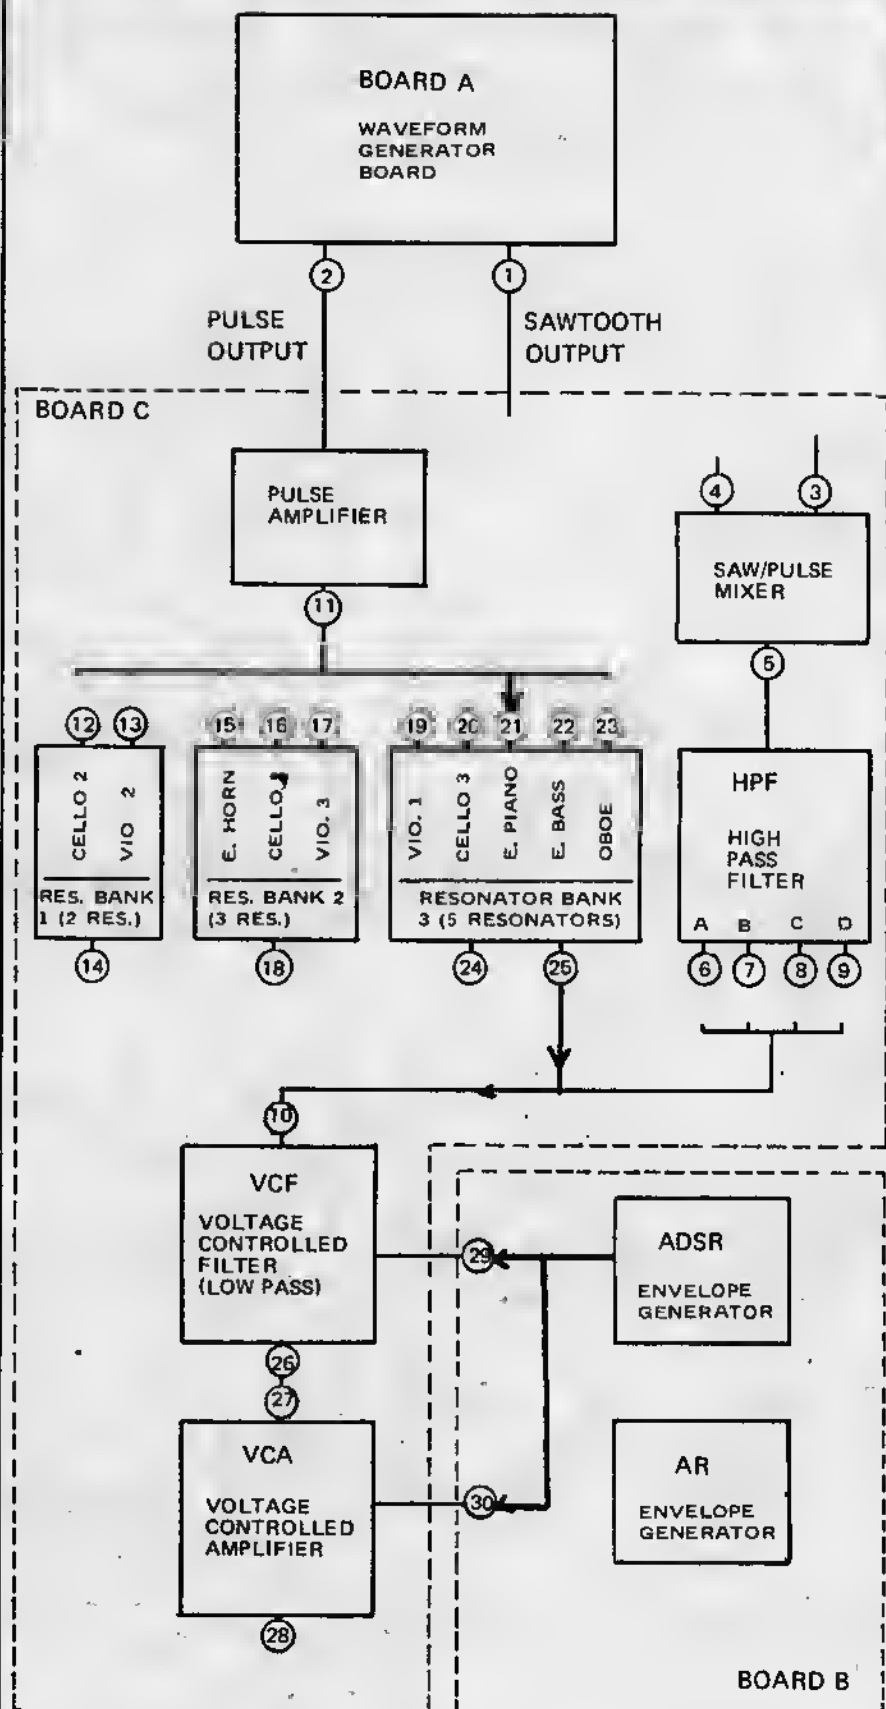 BOARD A
WAVEFORM
GENERATOR
BOARD
2
1
PULSE
OUTPUT
SAWTOOTH
OUTPUT
BOARD C
PULSE
AMPLIFIER
4
3
SAW/PULSE
MIXER
11
5
12
13
15
16
17
19
20
21
22
23
CELLO 2
VIO 2
E. HORN
CELLO
VIO. 3
VIO. 1
CELLO 3
E. PIANO
E. BASS
OBOE
RES. BANK
1 (2 RES.)
RES. BANK 2
(3 RES.)
RESONATOR BANK
3 (5 RESONATORS)
HPF
HIGH
PASS
FILTER
A B C D
14
18
24
25
6
7
8
9
10
VCF
VOLTAGE
CONTROLLED
FILTER
(LOW PASS)
29
ADSR
ENVELOPE
GENERATOR
26
27
VCA
VOLTAGE
CONTROLLED
AMPLIFIER
30
AR
ENVELOPE
GENERATOR
28
BOARD B